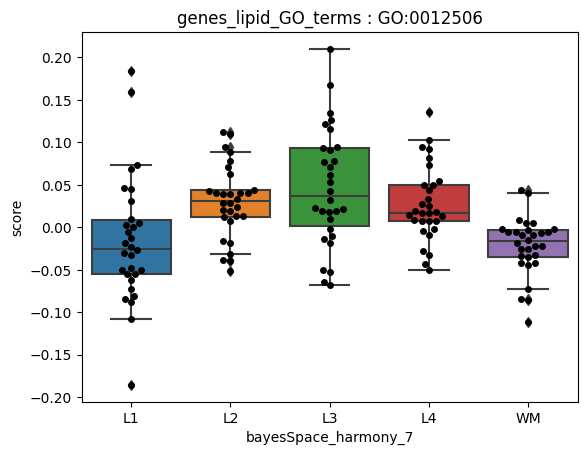 genes_lipid_GO_terms : GO:0012506
0.20
0.15
0.10
0.05
0.00
−0.05
−0.10
−0.15
−0.20
score
L1 L2 L3 L4 WM
bayesSpace_harmony_7